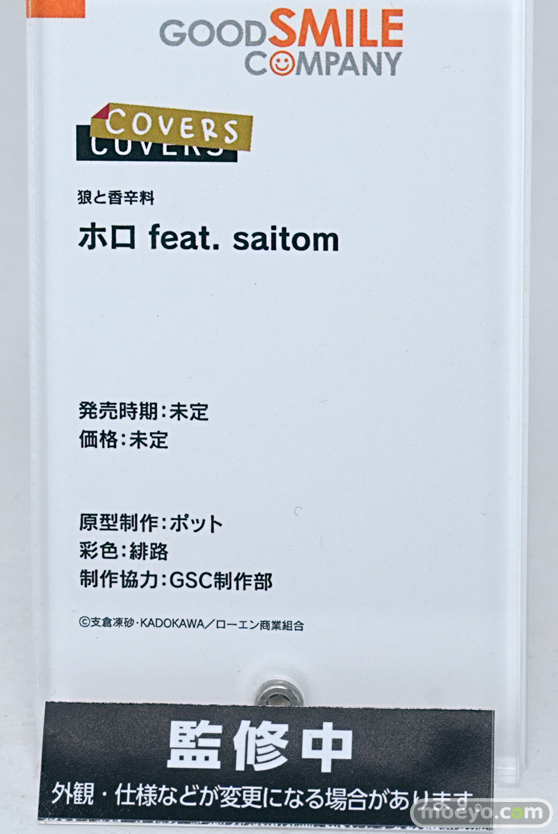 GOODSMILE
COMPANY
COVERS
COVERS
狼と香辛料
ホロ feat. saitom
発売時期：未定
価格：未定
原型制作：ポット
彩色：緋路
制作協力：GSC制作部
©支倉凍砂・KADOKAWA／ローエン商業組合
監修中
外観・仕様などが変更になる場合があります。
moeyo.com